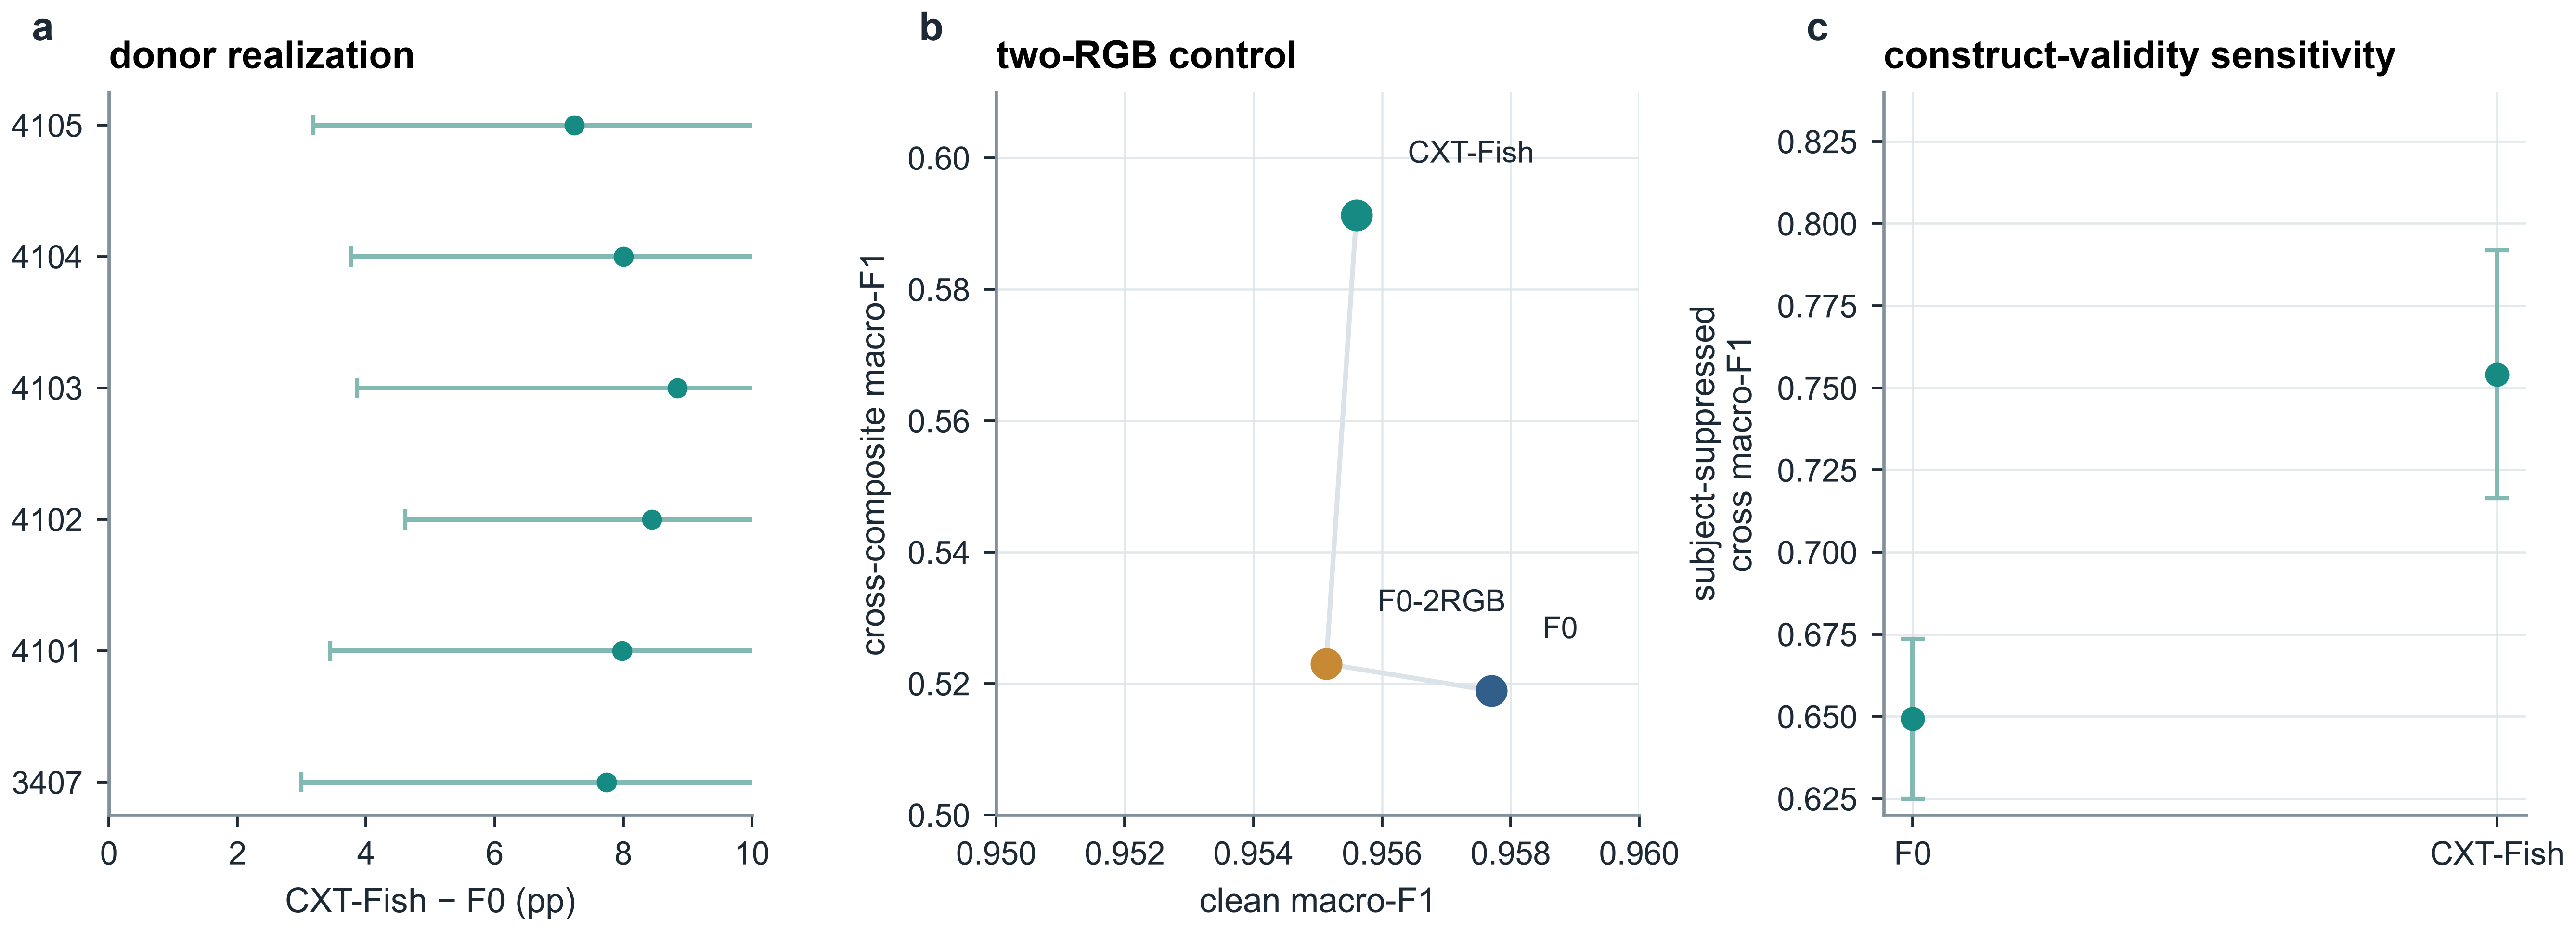 a
donor realization
4105
4104
4103
4102
4101
3407
0 2 4 6 8 10
CXT-Fish − F0 (pp)
b
two-RGB control
cross-composite macro-F1
0.60
0.58
0.56
0.54
0.52
0.50
CXT-Fish
F0-2RGB
F0
0.950 0.952 0.954 0.956 0.958 0.960
clean macro-F1
c
construct-validity sensitivity
subject-suppressed
cross macro-F1
0.825
0.800
0.775
0.750
0.725
0.700
0.675
0.650
0.625
F0 CXT-Fish